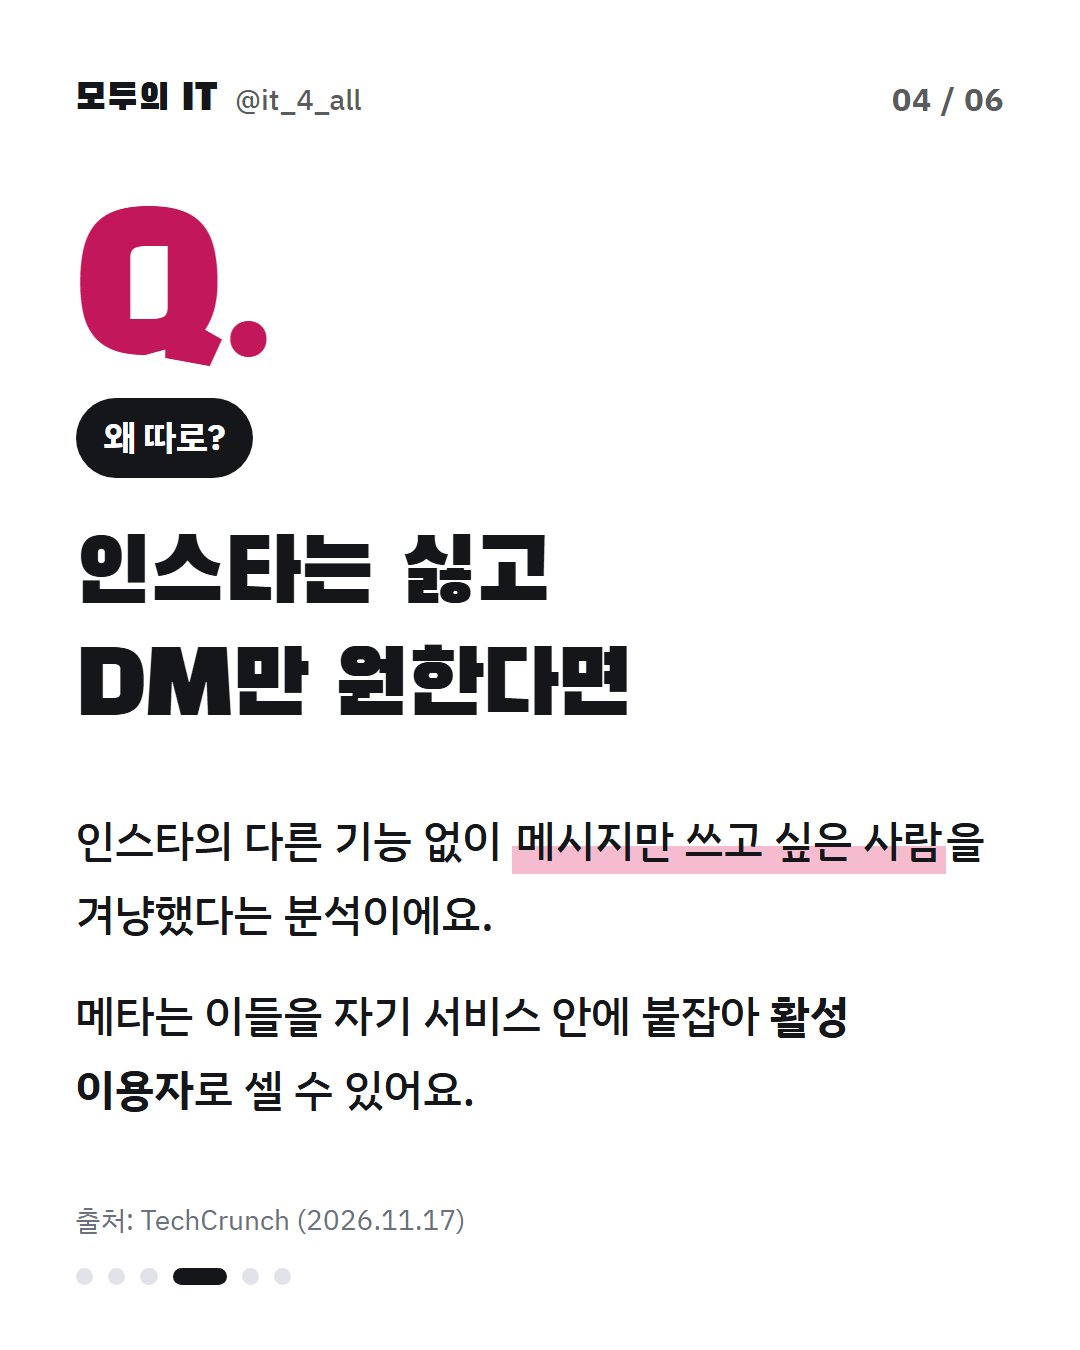 모두의 IT @it_4_all
04 / 06
Q.
왜 따로?
인스타는 싫고
DM만 원한다면
인스타의 다른 기능 없이 메시지만 쓰고 싶은 사람을
겨냥했다는 분석이에요.
메타는 이들을 자기 서비스 안에 붙잡아 활성
이용자로 셀 수 있어요.
출처: TechCrunch (2026.11.17)